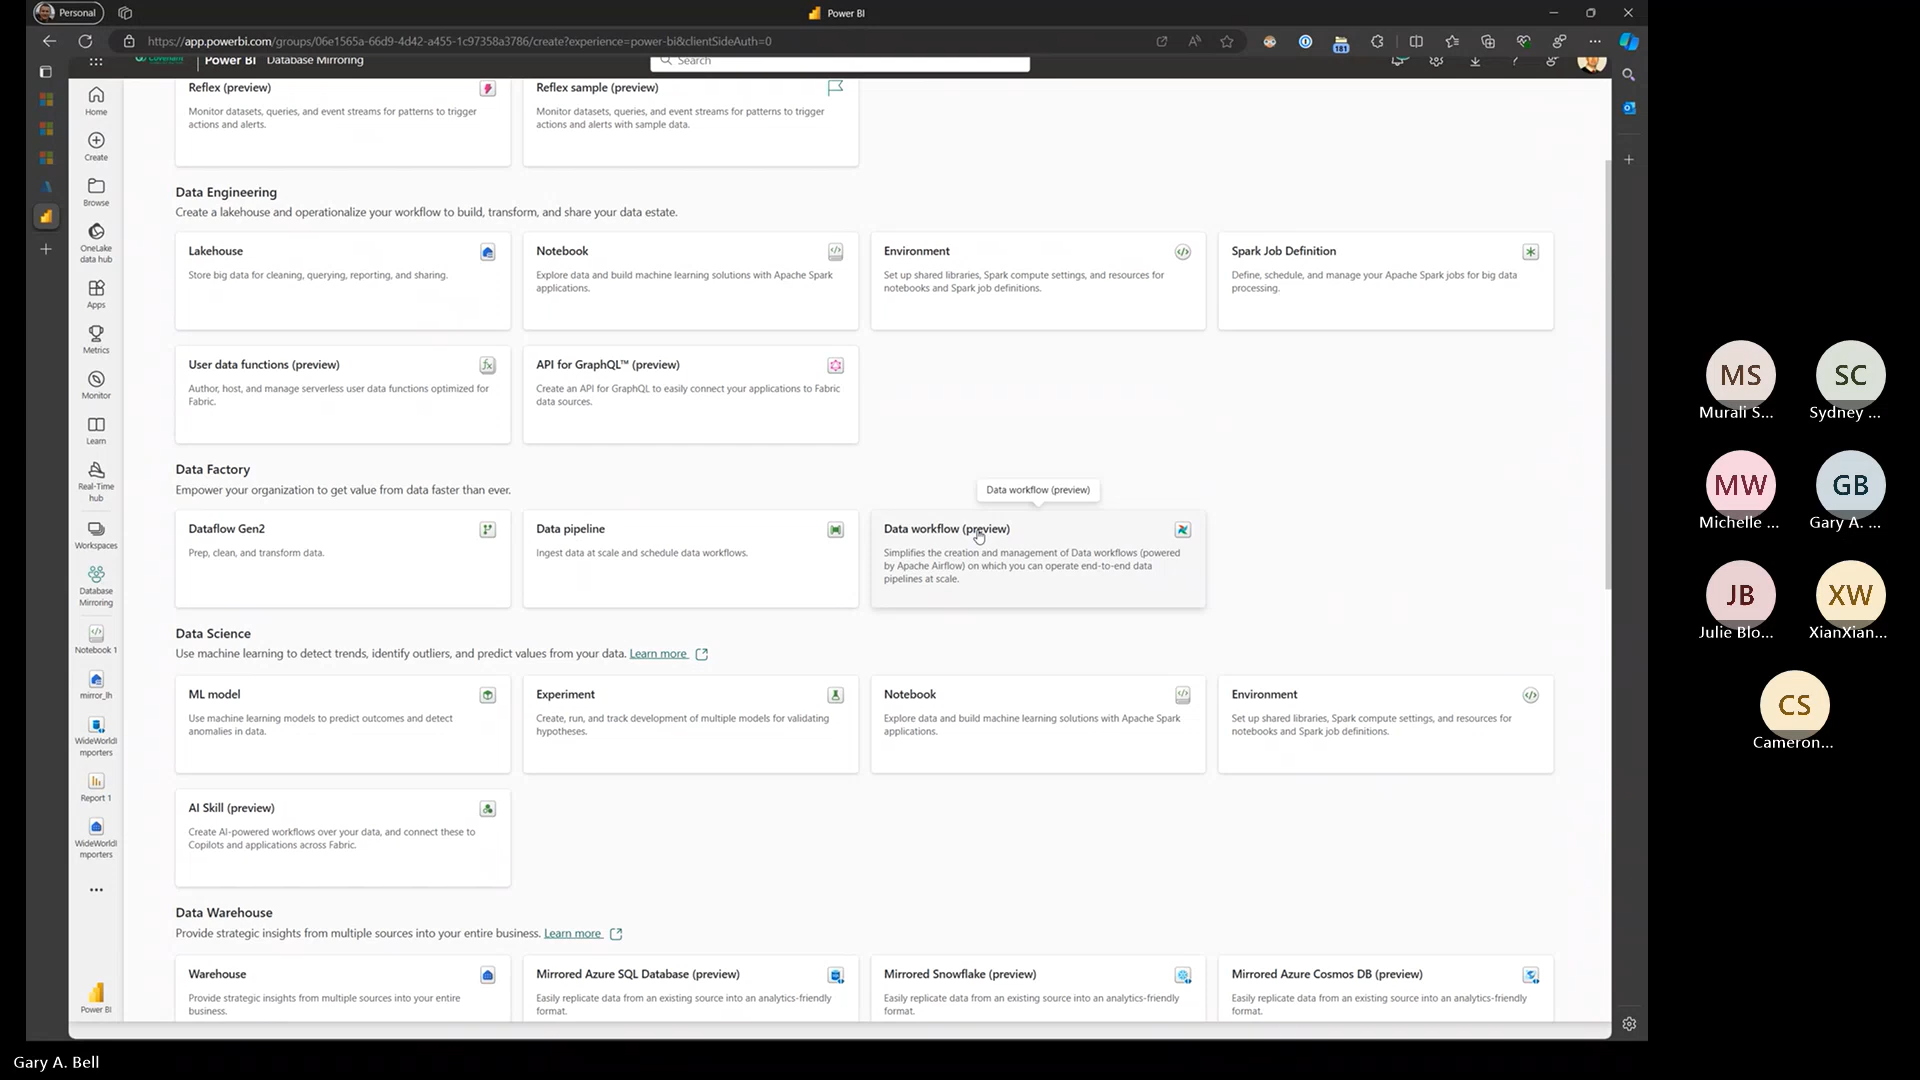 Personal
Power BI
https://app.powerbi.com/groups/06e1565a-66d9-4d42-a455-1c97358a3786/create?experience=power-bi&clientSideAuth=0
181
Covenant
Power BI Database Mirroring
Search
Home
Create
Browse
OneLake
data hub
Apps
Metrics
Monitor
Learn
Real-Time
hub
Workspaces
Database
Mirroring
Notebook 1
mirror_lh
WideWorldI
mporters
Report 1
WideWorldI
mporters
Power BI
Reflex (preview)
Monitor datasets, queries, and event streams for patterns to trigger
actions and alerts.
Reflex sample (preview)
Monitor datasets, queries, and event streams for patterns to trigger
actions and alerts with sample data.
Data Engineering
Create a lakehouse and operationalize your workflow to build, transform, and share your data estate.
Lakehouse
Store big data for cleaning, querying, reporting, and sharing.
Notebook
Explore data and build machine learning solutions with Apache Spark
applications.
Environment
Set up shared libraries, Spark compute settings, and resources for
notebooks and Spark job definitions.
Spark Job Definition
Define, schedule, and manage your Apache Spark jobs for big data
processing.
User data functions (preview)
Author, host, and manage serverless user data functions optimized for
Fabric.
API for GraphQL™ (preview)
Create an API for GraphQL to easily connect your applications to Fabric
data sources.
Data Factory
Empower your organization to get value from data faster than ever.
Data workflow (preview)
Dataflow Gen2
Prep, clean, and transform data.
Data pipeline
Ingest data at scale and schedule data workflows.
Data workflow (preview)
Simplifies the creation and management of Data workflows (powered
by Apache Airflow) on which you can operate end-to-end data
pipelines at scale.
Data Science
Use machine learning to detect trends, identify outliers, and predict values from your data. Learn more
ML model
Use machine learning models to predict outcomes and detect
anomalies in data.
Experiment
Create, run, and track development of multiple models for validating
hypotheses.
Notebook
Explore data and build machine learning solutions with Apache Spark
applications.
Environment
Set up shared libraries, Spark compute settings, and resources for
notebooks and Spark job definitions.
AI Skill (preview)
Create AI-powered workflows over your data, and connect these to
Copilots and applications across Fabric.
Data Warehouse
Provide strategic insights from multiple sources into your entire business. Learn more
Warehouse
Provide strategic insights from multiple sources into your entire
business.
Mirrored Azure SQL Database (preview)
Easily replicate data from an existing source into an analytics-friendly
format.
Mirrored Snowflake (preview)
Easily replicate data from an existing source into an analytics-friendly
format.
Mirrored Azure Cosmos DB (preview)
Easily replicate data from an existing source into an analytics-friendly
format.
MS
Murali S...
SC
Sydney ...
MW
Michelle ...
GB
Gary A. ...
JB
Julie Blo...
XW
XianXian...
CS
Cameron...
Gary A. Bell